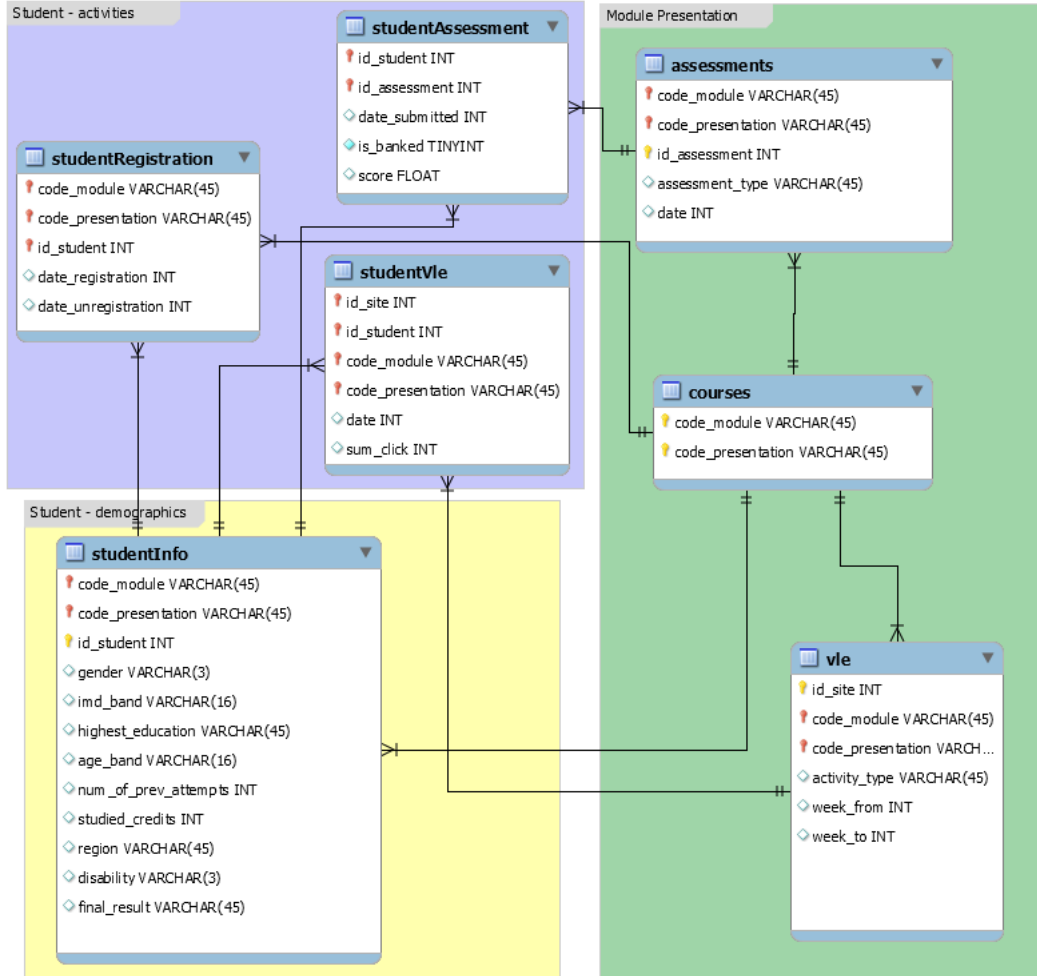 Student - activities
studentAssessment
id_student INT
id_assessment INT
date_submitted INT
is_banked TINYINT
score FLOAT
studentRegistration
code_module VARCHAR(45)
code_presentation VARCHAR(45)
id_student INT
date_registration INT
date_unregistration INT
studentVle
id_site INT
id_student INT
code_module VARCHAR(45)
code_presentation VARCHAR(45)
date INT
sum_click INT
Student - demographics
studentInfo
code_module VARCHAR(45)
code_presentation VARCHAR(45)
id_student INT
gender VARCHAR(3)
imd_band VARCHAR(16)
highest_education VARCHAR(45)
age_band VARCHAR(16)
num_of_prev_attempts INT
studied_credits INT
region VARCHAR(45)
disability VARCHAR(3)
final_result VARCHAR(45)
Module Presentation
assessments
code_module VARCHAR(45)
code_presentation VARCHAR(45)
id_assessment INT
assessment_type VARCHAR(45)
date INT
courses
code_module VARCHAR(45)
code_presentation VARCHAR(45)
vle
id_site INT
code_module VARCHAR(45)
code_presentation VARCH...
activity_type VARCHAR(45)
week_from INT
week_to INT